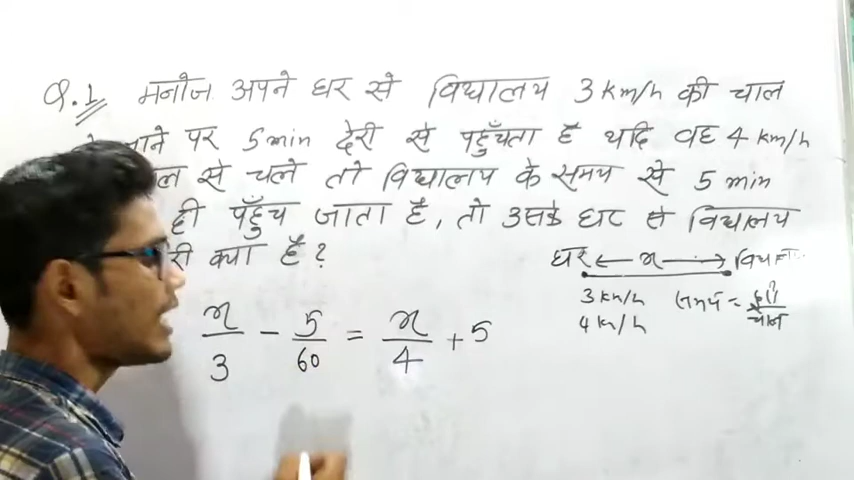 Q.1 मनोज अपने घर से विद्यालय 3 km/h की चाल
जाने पर 5 min देरी से पहुँचता है यदि वह 4 km/h
से चले तो विद्यालय के समय से 5 min
ही पहुँच जाता है, तो उसके घर से विद्यालय
क्या है ?
घर ← x →
3 km/h समय =
4 km/h चाल
x/3 - 5/60 = x/4 + 5